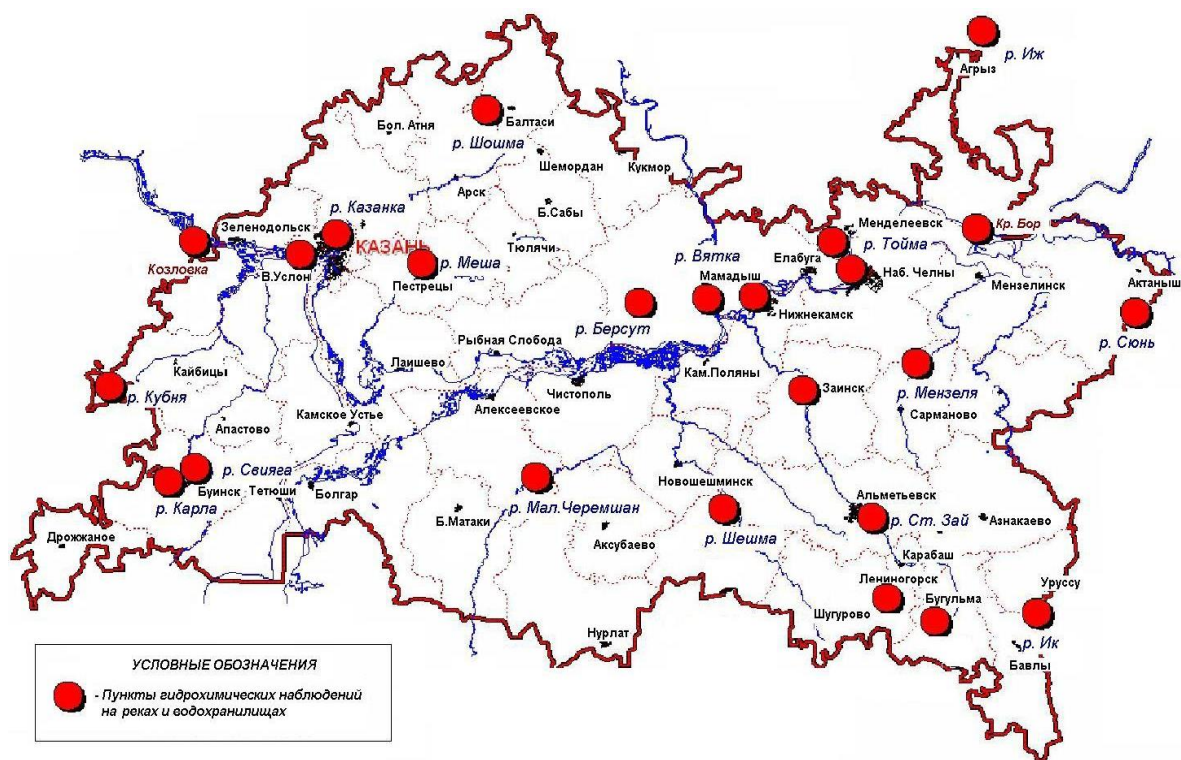 р. Иж
Агрыз
Балтаси
Бол. Атня
р. Шошма
Шемордан
Кукмор
Арск
Б.Сабы
р. Казанка
Зеленодольск
КАЗАНЬ
Менделеевск
Кр. Бор
р. Тойма
Тюлячи
р. Вятка
Елабуга
Козловка
В.Услон
р. Меша
Пестрецы
Мамадыш
Наб. Челны
Мензелинск
Актаныш
Нижнекамск
р. Берсут
р. Сюнь
Рыбная Слобода
Лаишево
Кам.Поляны
Кайбицы
р. Кубня
Чистополь
Заинск
р. Мензеля
Алексеевское
Сарманово
Апастово
Камское Устье
р. Свияга
Буинск
Тетюши
Болгар
р. Карла
Новошешминск
Альметьевск
р. Мал.Черемшан
Б.Матаки
р. Ст. Зай
Азнакаево
Дрожжаное
Аксубаево
р. Шешма
Карабаш
Лениногорск
Уруссу
Бугульма
Шугурово
Нурлат
р. Ик
Бавлы
УСЛОВНЫЕ ОБОЗНАЧЕНИЯ
- Пункты гидрохимических наблюдений
на реках и водохранилищах